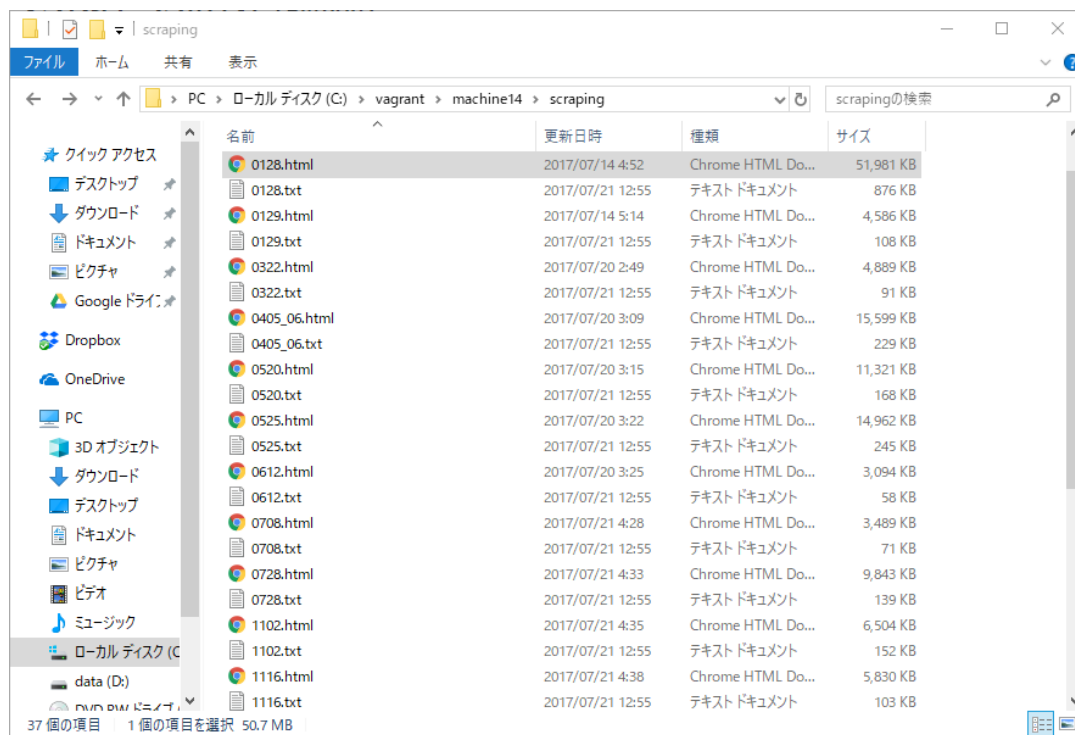 scraping
ファイル ホーム 共有 表示
PC ローカル ディスク (C:) vagrant machine14 scraping scrapingの検索
名前 更新日時 種類 サイズ
クイック アクセス
デスクトップ
ダウンロード
ドキュメント
ピクチャ
Google ドライブ
Dropbox
OneDrive
PC
3D オブジェクト
ダウンロード
デスクトップ
ドキュメント
ピクチャ
ビデオ
ミュージック
ローカル ディスク (C
data (D:)
0128.html 2017/07/14 4:52 Chrome HTML Do... 51,981 KB
0128.txt 2017/07/21 12:55 テキスト ドキュメント 876 KB
0129.html 2017/07/14 5:14 Chrome HTML Do... 4,586 KB
0129.txt 2017/07/21 12:55 テキスト ドキュメント 108 KB
0322.html 2017/07/20 2:49 Chrome HTML Do... 4,889 KB
0322.txt 2017/07/21 12:55 テキスト ドキュメント 91 KB
0405_06.html 2017/07/20 3:09 Chrome HTML Do... 15,599 KB
0405_06.txt 2017/07/21 12:55 テキスト ドキュメント 229 KB
0520.html 2017/07/20 3:15 Chrome HTML Do... 11,321 KB
0520.txt 2017/07/21 12:55 テキスト ドキュメント 168 KB
0525.html 2017/07/20 3:22 Chrome HTML Do... 14,962 KB
0525.txt 2017/07/21 12:55 テキスト ドキュメント 245 KB
0612.html 2017/07/20 3:25 Chrome HTML Do... 3,094 KB
0612.txt 2017/07/21 12:55 テキスト ドキュメント 58 KB
0708.html 2017/07/21 4:28 Chrome HTML Do... 3,489 KB
0708.txt 2017/07/21 12:55 テキスト ドキュメント 71 KB
0728.html 2017/07/21 4:33 Chrome HTML Do... 9,843 KB
0728.txt 2017/07/21 12:55 テキスト ドキュメント 139 KB
1102.html 2017/07/21 4:35 Chrome HTML Do... 6,504 KB
1102.txt 2017/07/21 12:55 テキスト ドキュメント 152 KB
1116.html 2017/07/21 4:38 Chrome HTML Do... 5,830 KB
1116.txt 2017/07/21 12:55 テキスト ドキュメント 103 KB
37 個の項目 1 個の項目を選択 50.7 MB